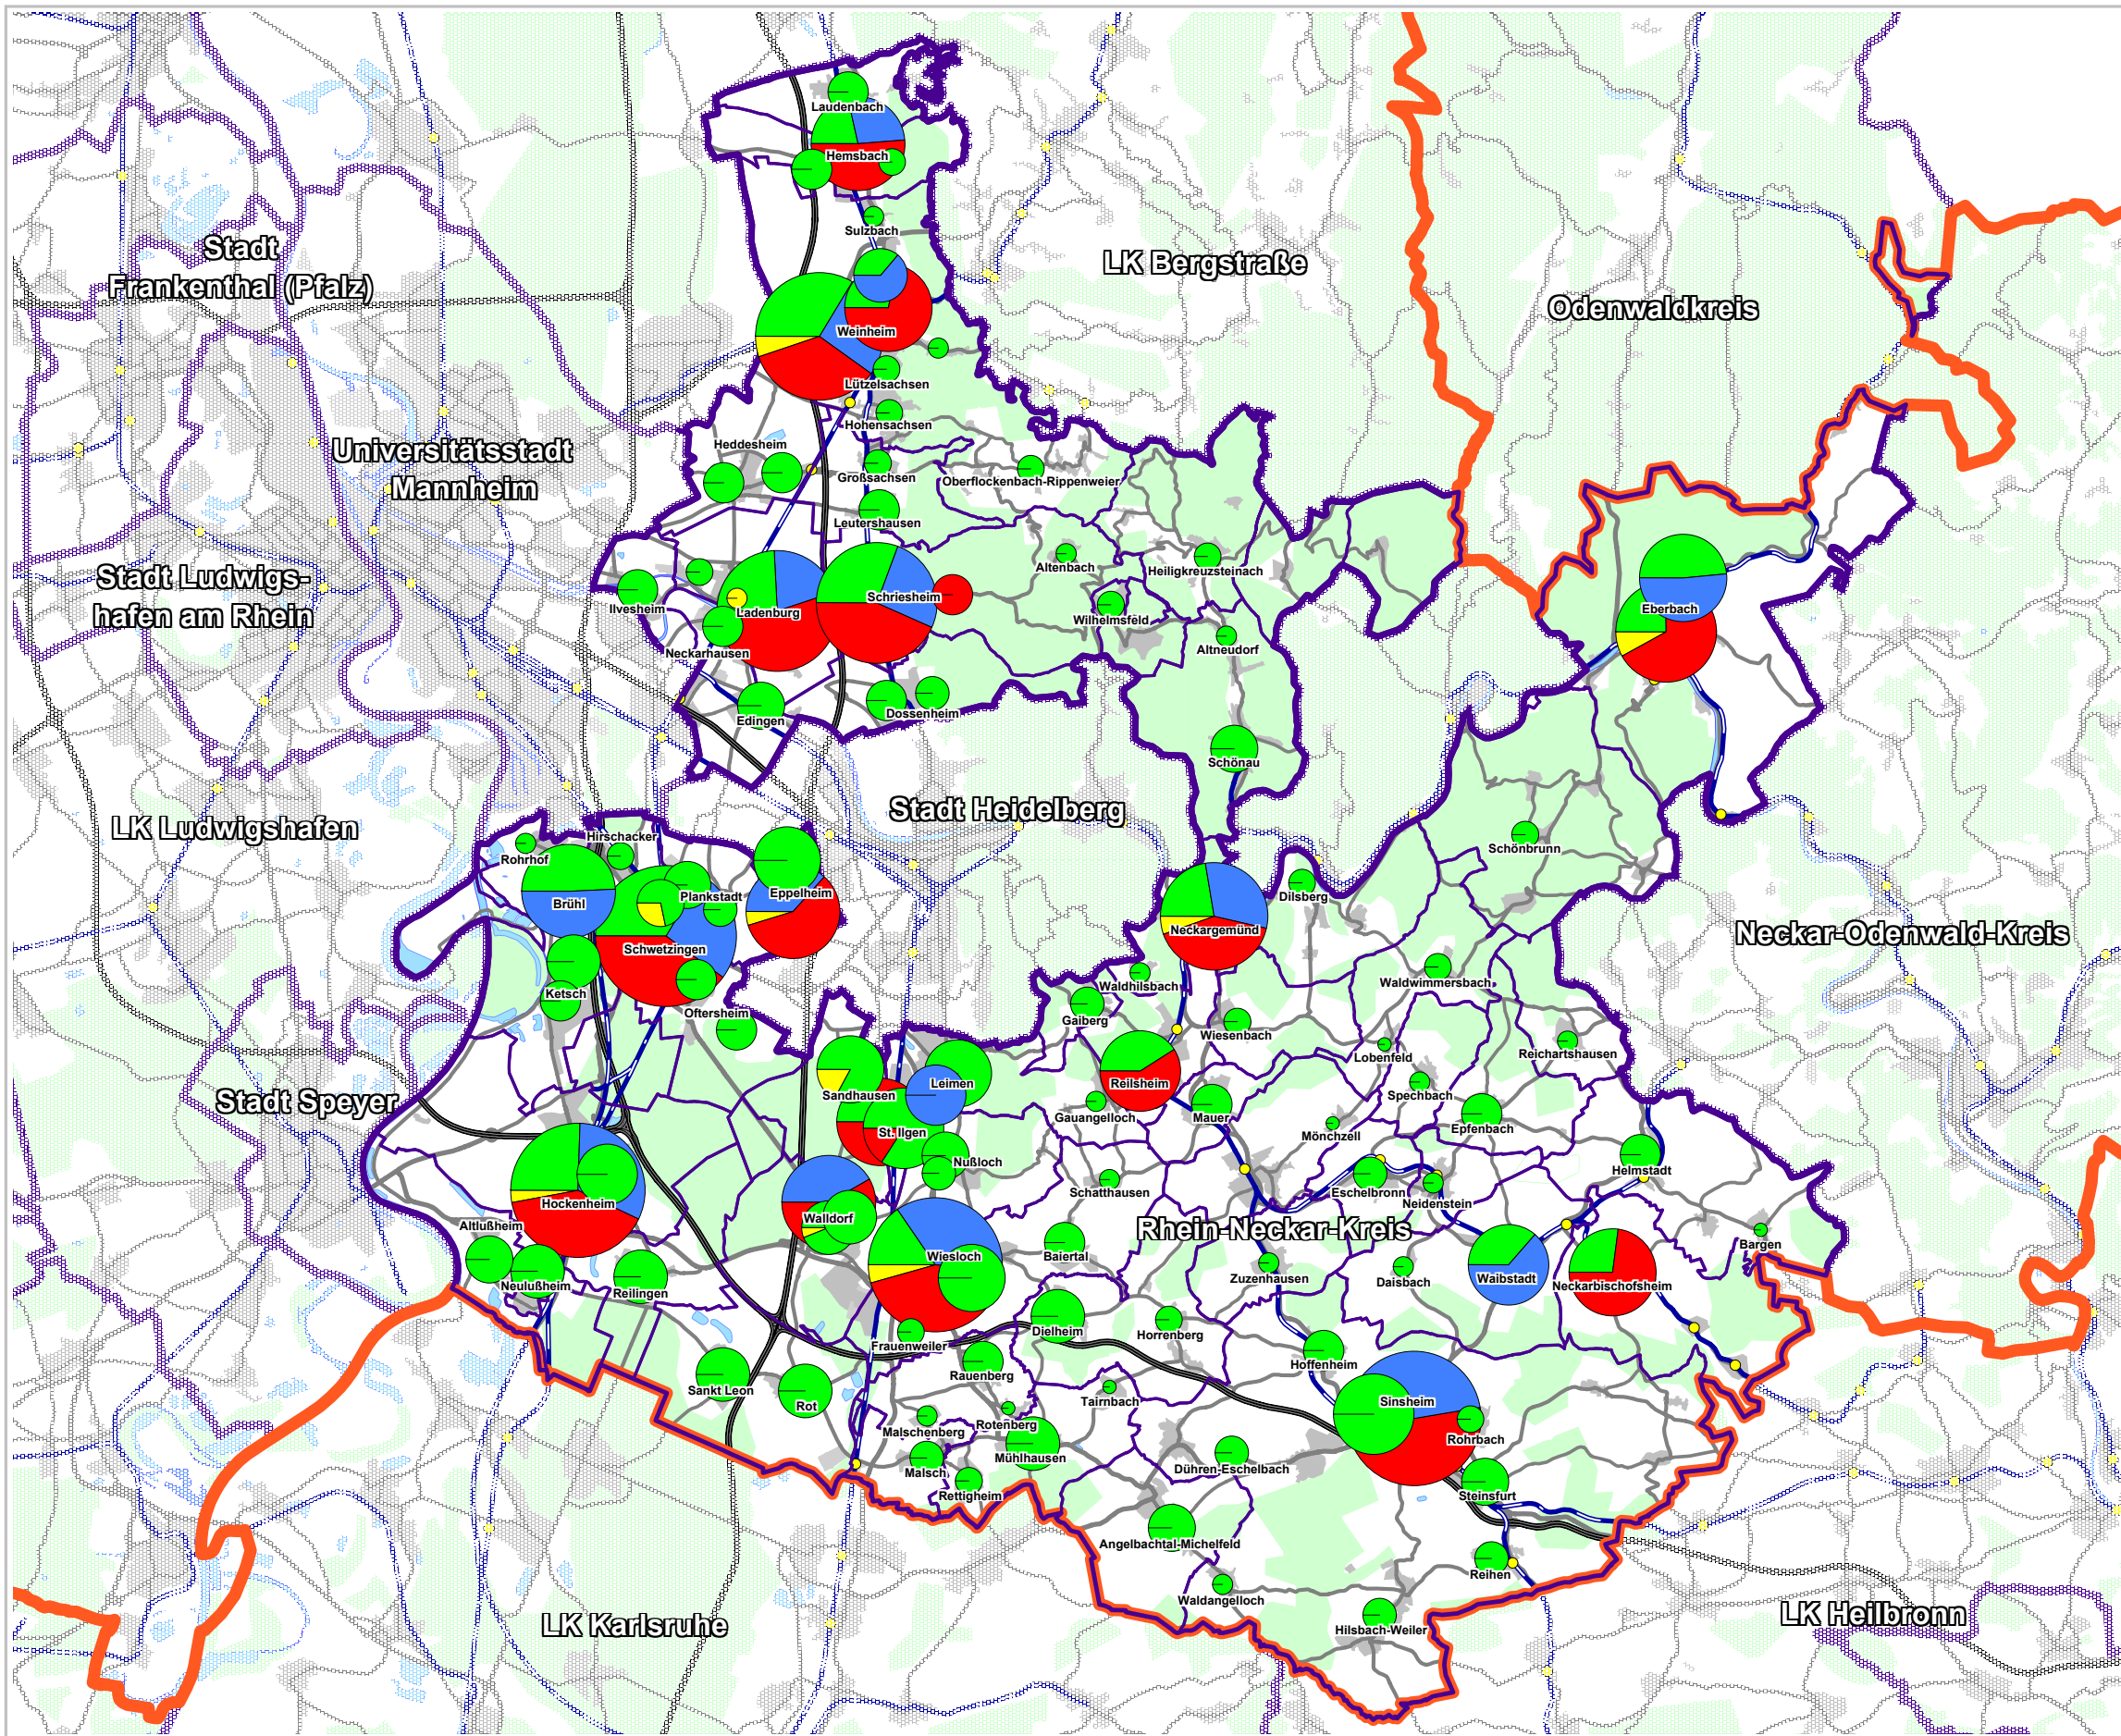 Laudenbach
Hemsbach
Sulzbach
Stadt
Frankenthal (Pfalz)
LK Bergstraße
Odenwaldkreis
Weinheim
Lützelsachsen
Hohensachsen
Universitätsstadt
Mannheim
Heddesheim
Großsachsen
Oberflockenbach-Rippenweier
Leutershausen
Stadt Ludwigs-
hafen am Rhein
Altenbach
Heiligkreuzsteinach
Ilvesheim
Ladenburg
Schriesheim
Wilhelmsfeld
Eberbach
Neckarhausen
Altneudorf
Edingen
Dossenheim
Schönau
LK Ludwigshafen
Stadt Heidelberg
Hirschacker
Rohrhof
Schönbrunn
Brühl
Plankstadt
Eppelheim
Dilsberg
Neckargemünd
Neckar-Odenwald-Kreis
Schwetzingen
Ketsch
Waldhilsbach
Waldwimmersbach
Oftersheim
Gaiberg
Wiesenbach
Lobenfeld
Reichartshausen
Stadt Speyer
Sandhausen
Leimen
Reilsheim
Spechbach
Gauangelloch
Mauer
Epfenbach
St. Ilgen
Mönchzell
Nußloch
Helmstadt
Schatthausen
Eschelbronn
Neidenstein
Hockenheim
Walldorf
Altlußheim
Rhein-Neckar-Kreis
Wiesloch
Baiertal
Bargen
Neulußheim
Reilingen
Zuzenhausen
Daisbach
Waibstadt
Neckarbischofsheim
Dielheim
Horrenberg
Frauenweiler
Hoffenheim
Rauenberg
Sankt Leon
Rot
Tairnbach
Sinsheim
Rotenberg
Malschenberg
Rohrbach
Mühlhausen
Malsch
Dühren-Eschelbach
Rettigheim
Steinsfurt
Angelbachtal-Michelfeld
Reihen
Waldangelloch
LK Karlsruhe
Hilsbach-Weiler
LK Heilbronn